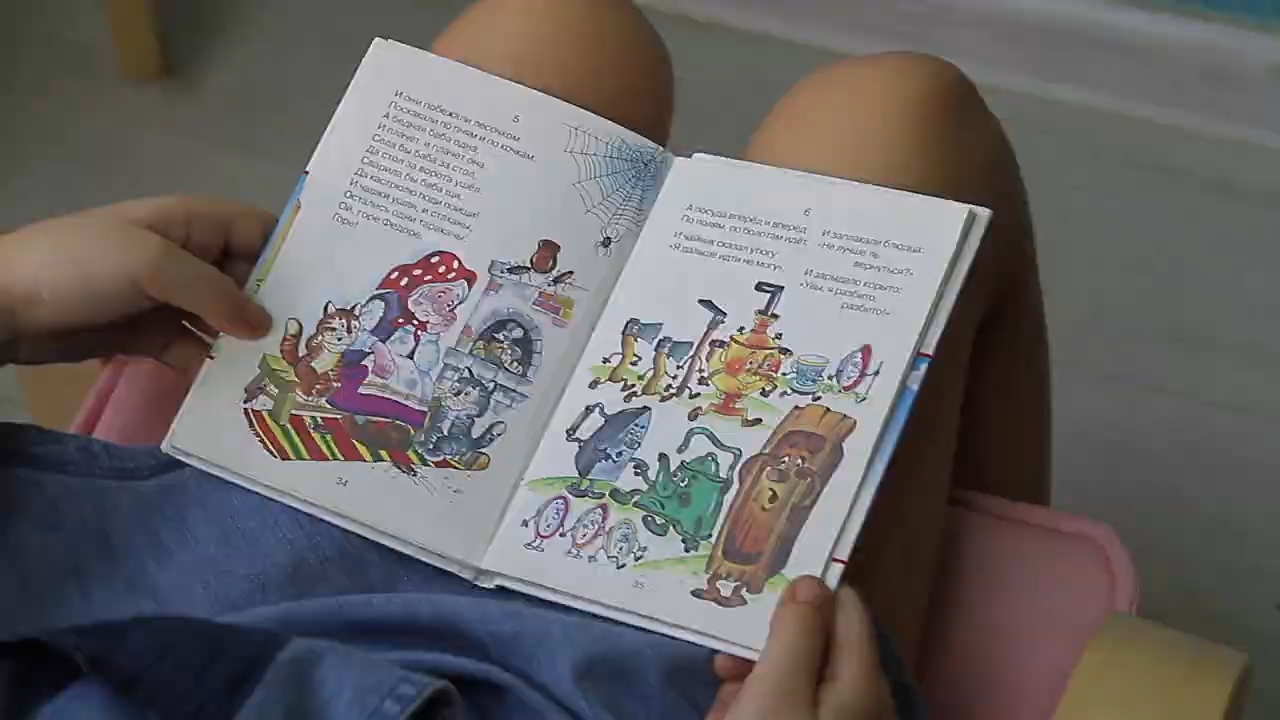 5
И они побежали лесочком,
Поскакали по пням и по кочкам.
А бедная баба одна,
И плачет, и плачет она.
Села бы баба за стол,
Да стол за ворота ушёл.
Сварила бы баба щи,
Да кастрюлю поди поищи!
И чашки ушли, и стаканы,
Остались одни тараканы.
Ой, горе Федоре,
Горе!
34
6
А посуда вперёд и вперёд
По полям, по болотам идёт.
И чайник сказал утюгу:
«Я дальше идти не могу».
И заплакали блюдца:
«Не лучше ль
вернуться?»
И зарыдало корыто:
«Увы, я разбито,
разбито!»
35